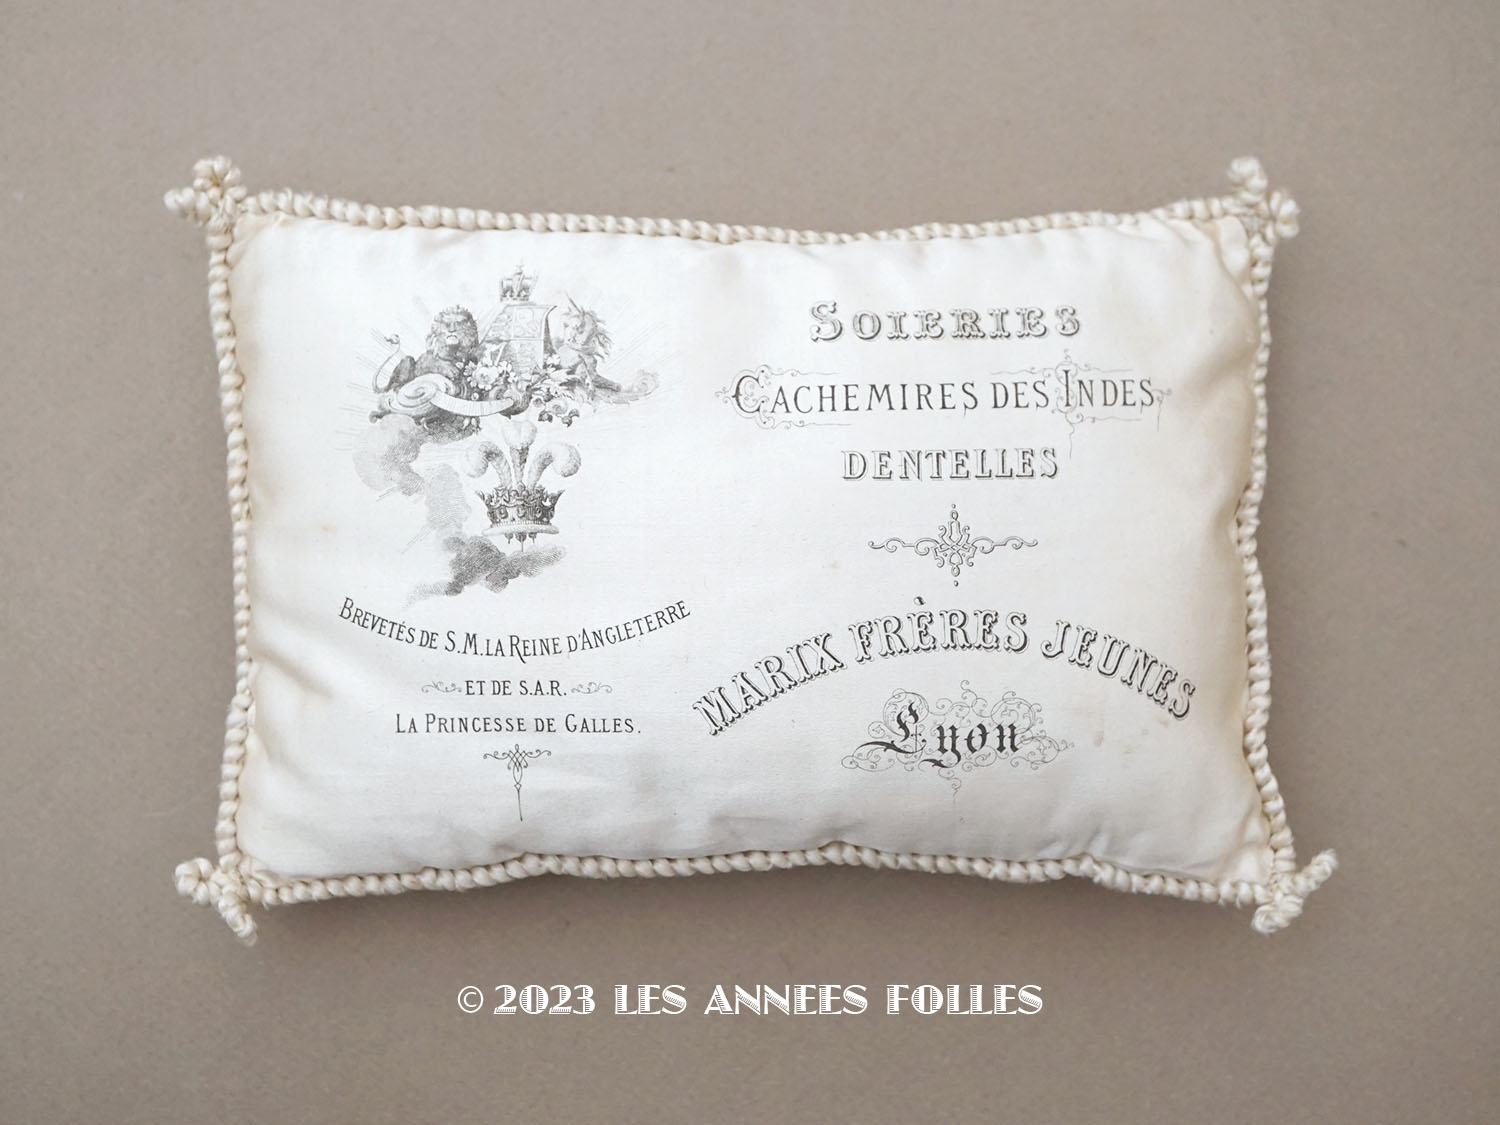 BREVETÉS DE S.M. LA REINE D'ANGLETERRE
ET DE S.A.R.
LA PRINCESSE DE GALLES.
SOIERIES
CACHEMIRES DES INDES
DENTELLES
MARIX FRÈRES JEUNES
Lyon
© 2023 LES ANNEES FOLLES